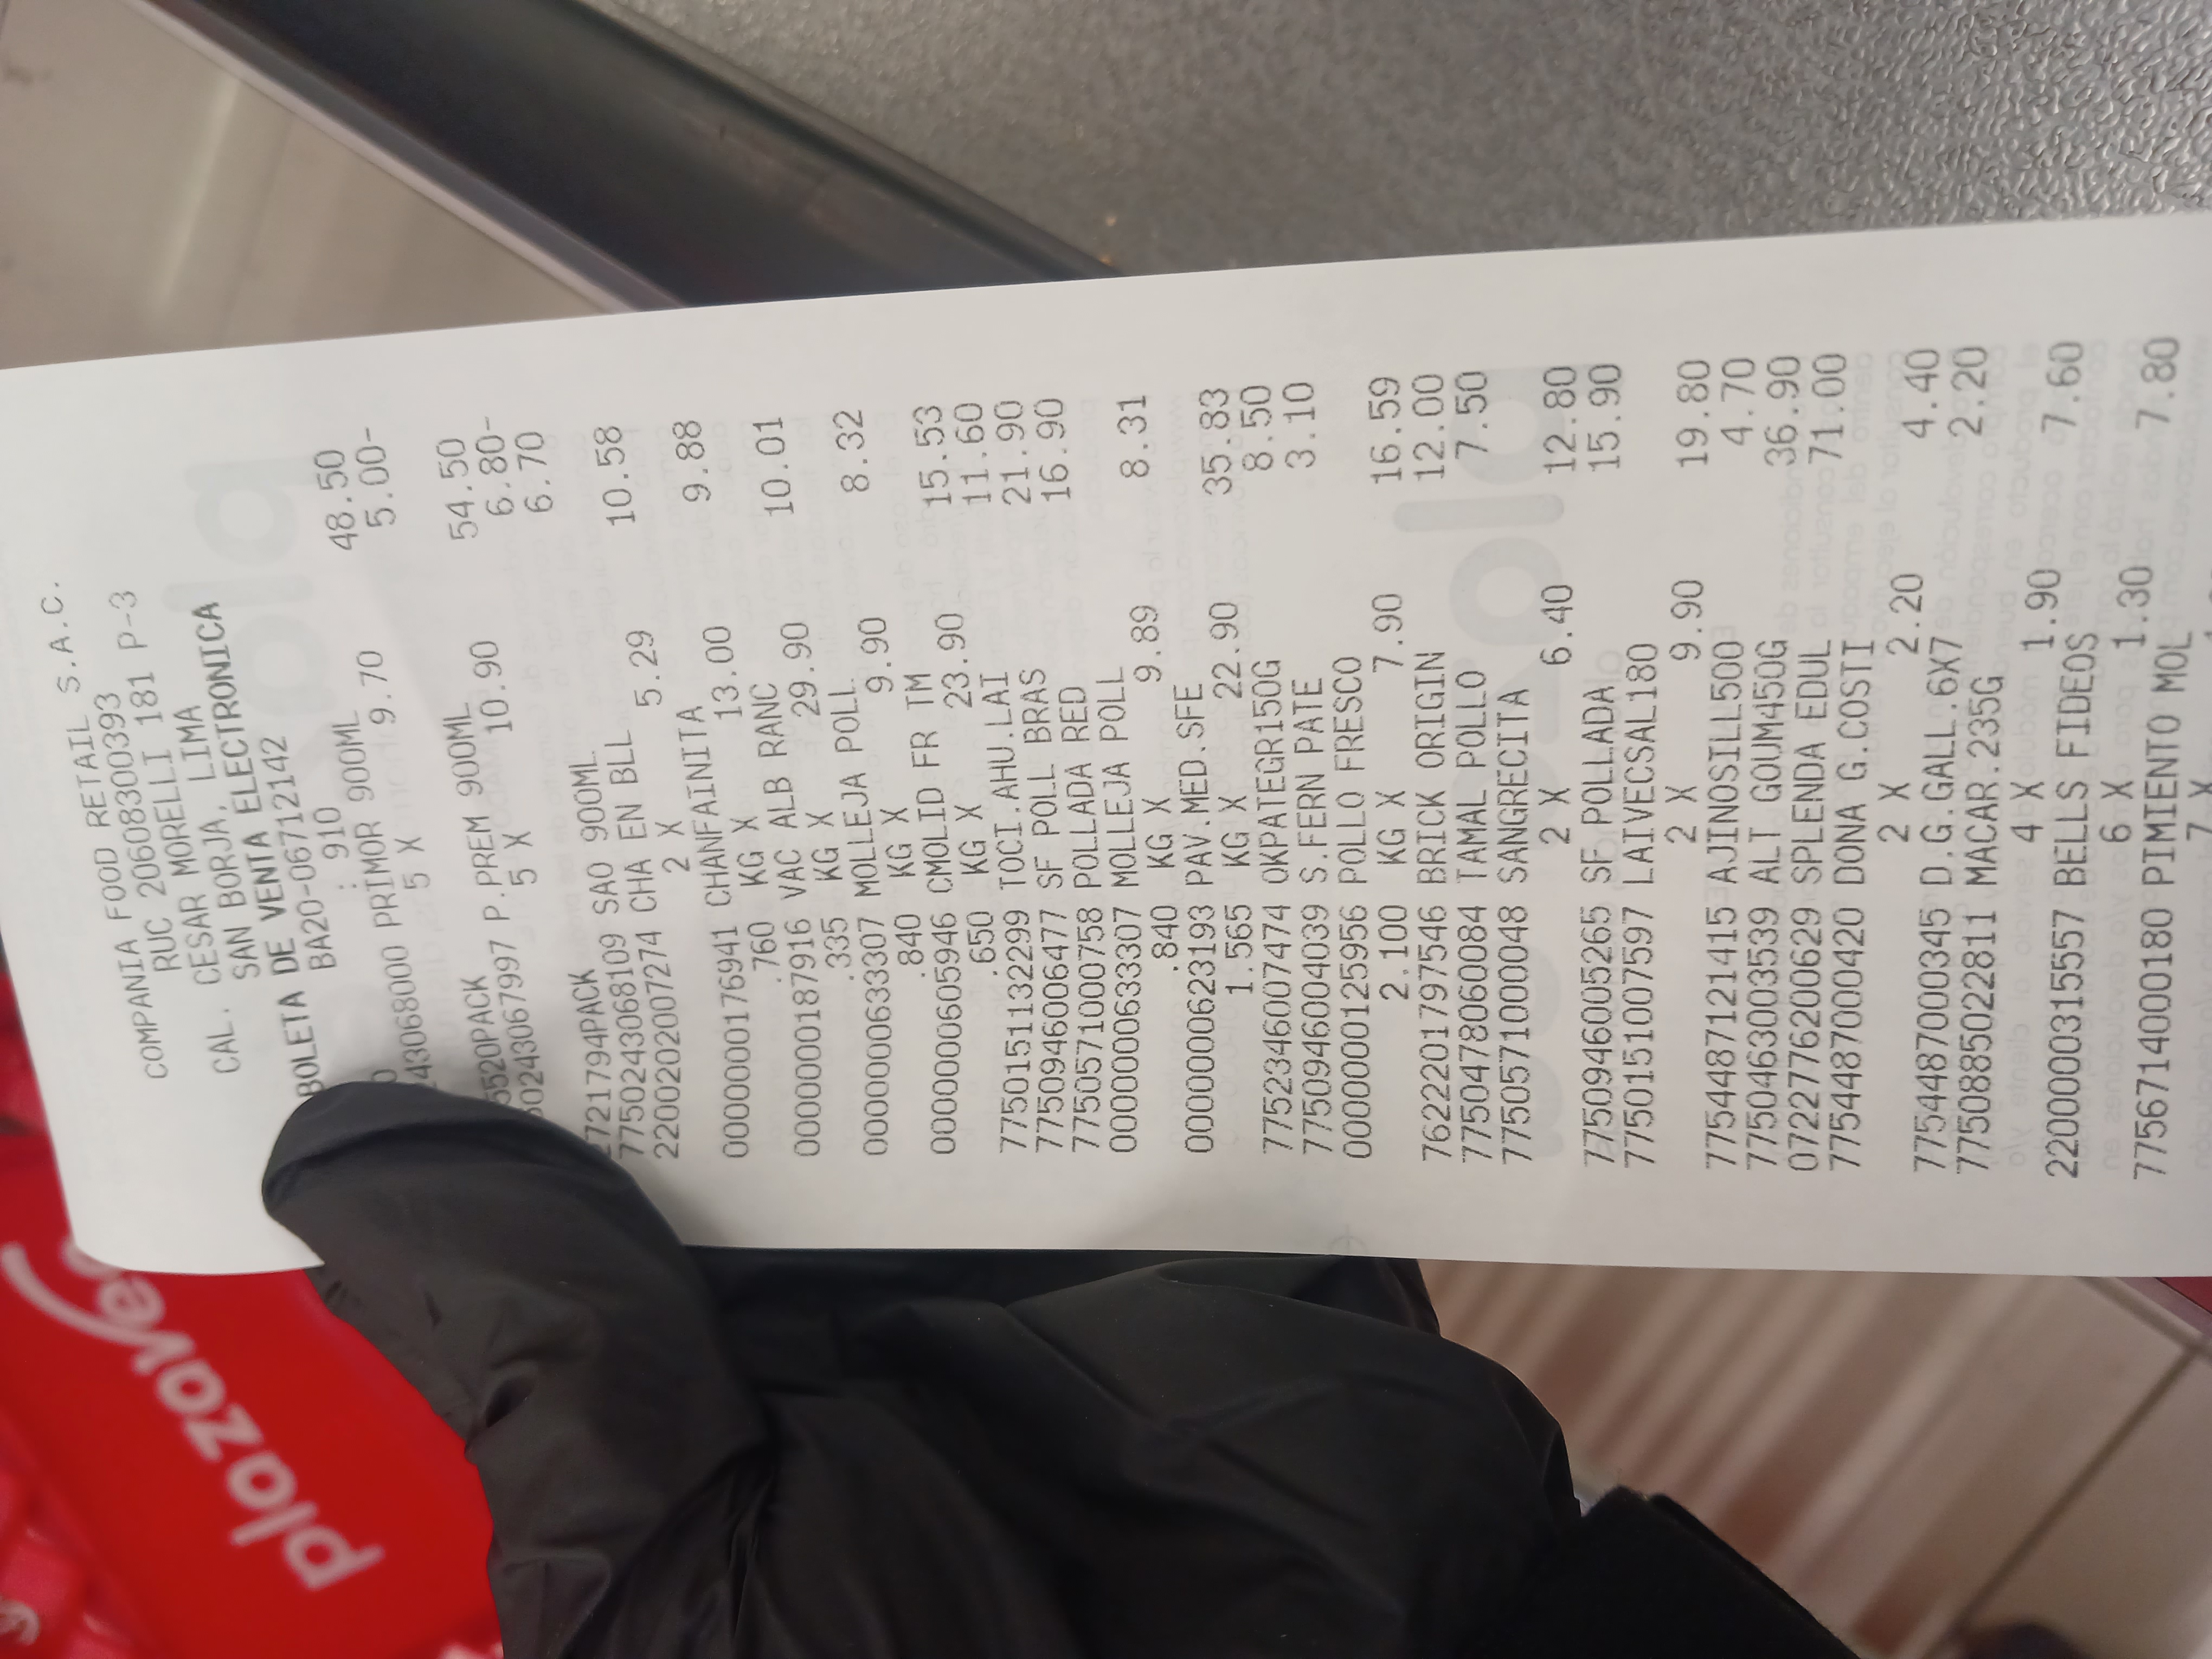 plazavea
COMPANIA FOOD RETAIL S.A.C.
RUC 20608300393
CAL. CESAR MORELLI 181 P-3
SAN BORJA, LIMA
BOLETA DE VENTA ELECTRONICA
BA20-06712142
: 910
0
243068000 PRIMOR 900ML
5 X 9.70 48.50
5.00-
5520PACK
50243067997 P.PREM 900ML
5 X 10.90 54.50
6.80-
2721794PACK
7750243068109 SAO 900ML 6.70
2200202007274 CHA EN BLL
2 X 5.29 10.58
0000000176941 CHANFAINITA
.760 KG X 13.00 9.88
0000000187916 VAC ALB RANC
.335 KG X 29.90 10.01
0000000633307 MOLLEJA POLL
.840 KG X 9.90 8.32
0000000605946 CMOLID FR TM
.650 KG X 23.90 15.53
7750151132299 TOCI.AHU.LAI 11.60
7750946006477 SF POLL BRAS 21.90
7750571000758 POLLADA RED 16.90
0000000633307 MOLLEJA POLL
.840 KG X 9.89 8.31
0000000623193 PAV.MED.SFE
1.565 KG X 22.90 35.83
7752346007474 OKPATEGR150G 8.50
7750946004039 S.FERN PATE 3.10
0000000125956 POLLO FRESCO
2.100 KG X 7.90 16.59
7622201797546 BRICK ORIGIN 12.00
7750478060084 TAMAL POLLO 7.50
7750571000048 SANGRECITA
2 X 6.40 12.80
7750946005265 SF POLLADA 15.90
7750151007597 LAIVECSAL180
2 X 9.90 19.80
7754487121415 AJINOSILL500 4.70
7750463003539 ALT GOUM450G 36.90
0722776200629 SPLENDA EDUL 71.00
7754487000420 DONA G.COSTI
2 X 2.20 4.40
7754487000345 D.G.GALL.6X7 2.20
7750885022811 MACAR.235G
4 X 1.90 7.60
2200000315557 BELLS FIDEOS
6 X 1.30 7.80
7756714000180 PIMIENTO MOL
7 X